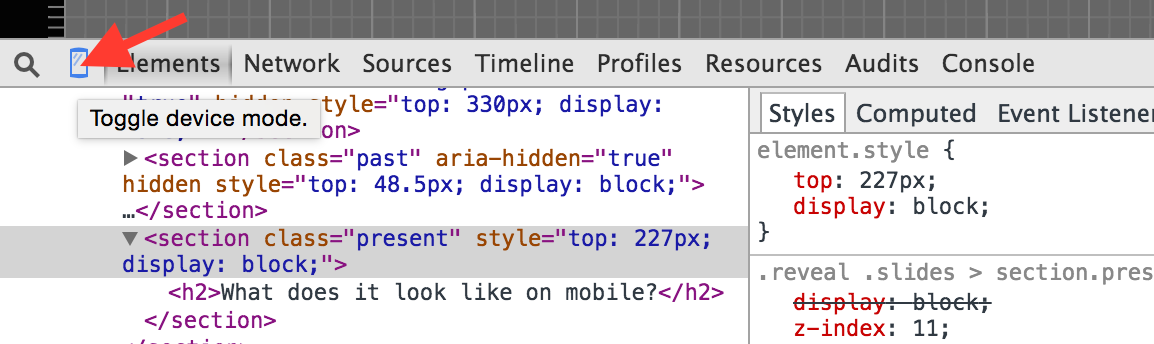 Elements Network Sources Timeline Profiles Resources Audits Console
"true" hidden style="top: 330px; display:
Toggle device mode.
section>
<section class="past" aria-hidden="true"
hidden style="top: 48.5px; display: block;">
…</section>
<section class="present" style="top: 227px;
display: block;">
<h2>What does it look like on mobile?</h2>
</section>
Styles Computed Event Listener
element.style {
top: 227px;
display: block;
}
.reveal .slides > section.pres
display: block;
z-index: 11;